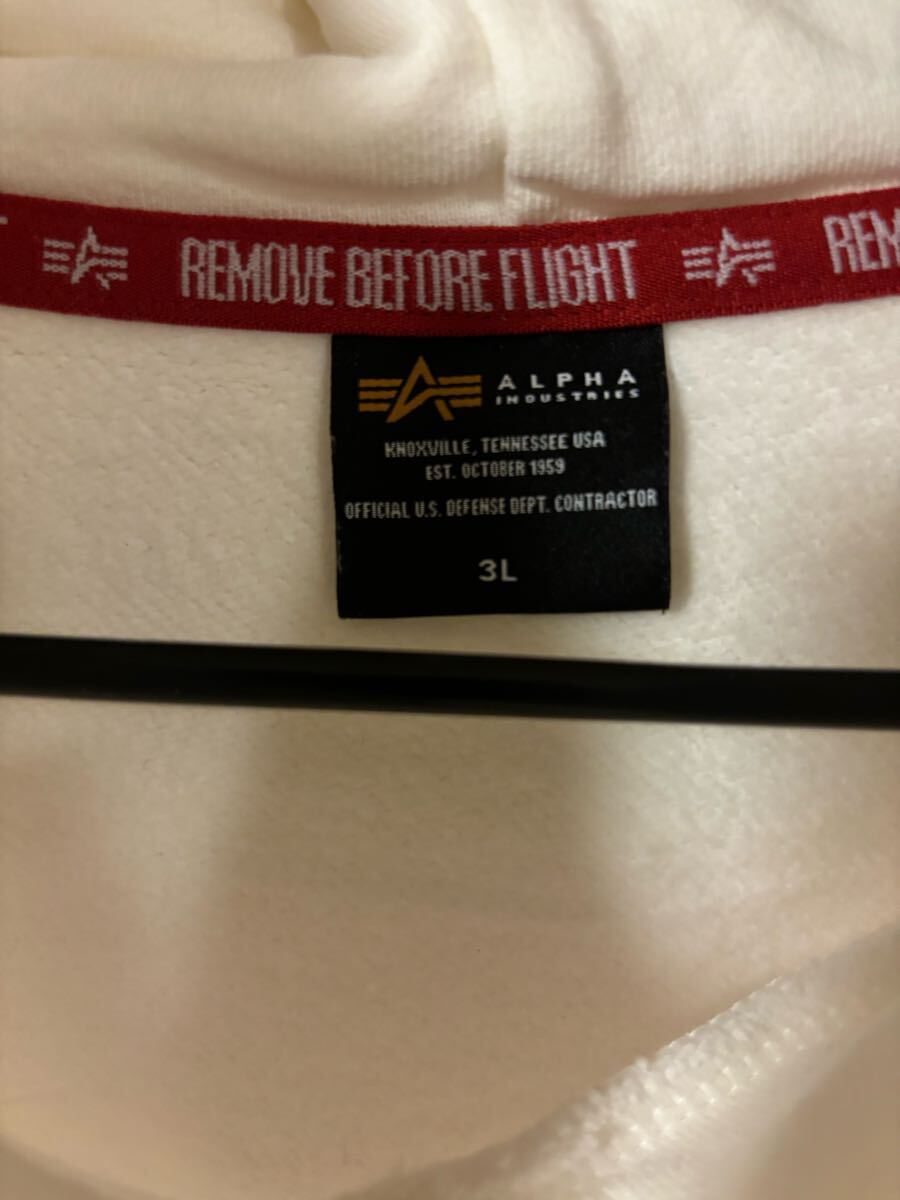 REMOVE BEFORE FLIGHT
REM
ALPHA
INDUSTRIES
KNOXVILLE, TENNESSEE USA
EST. OCTOBER 1959
OFFICIAL U.S. DEFENSE DEPT. CONTRACTOR
3L